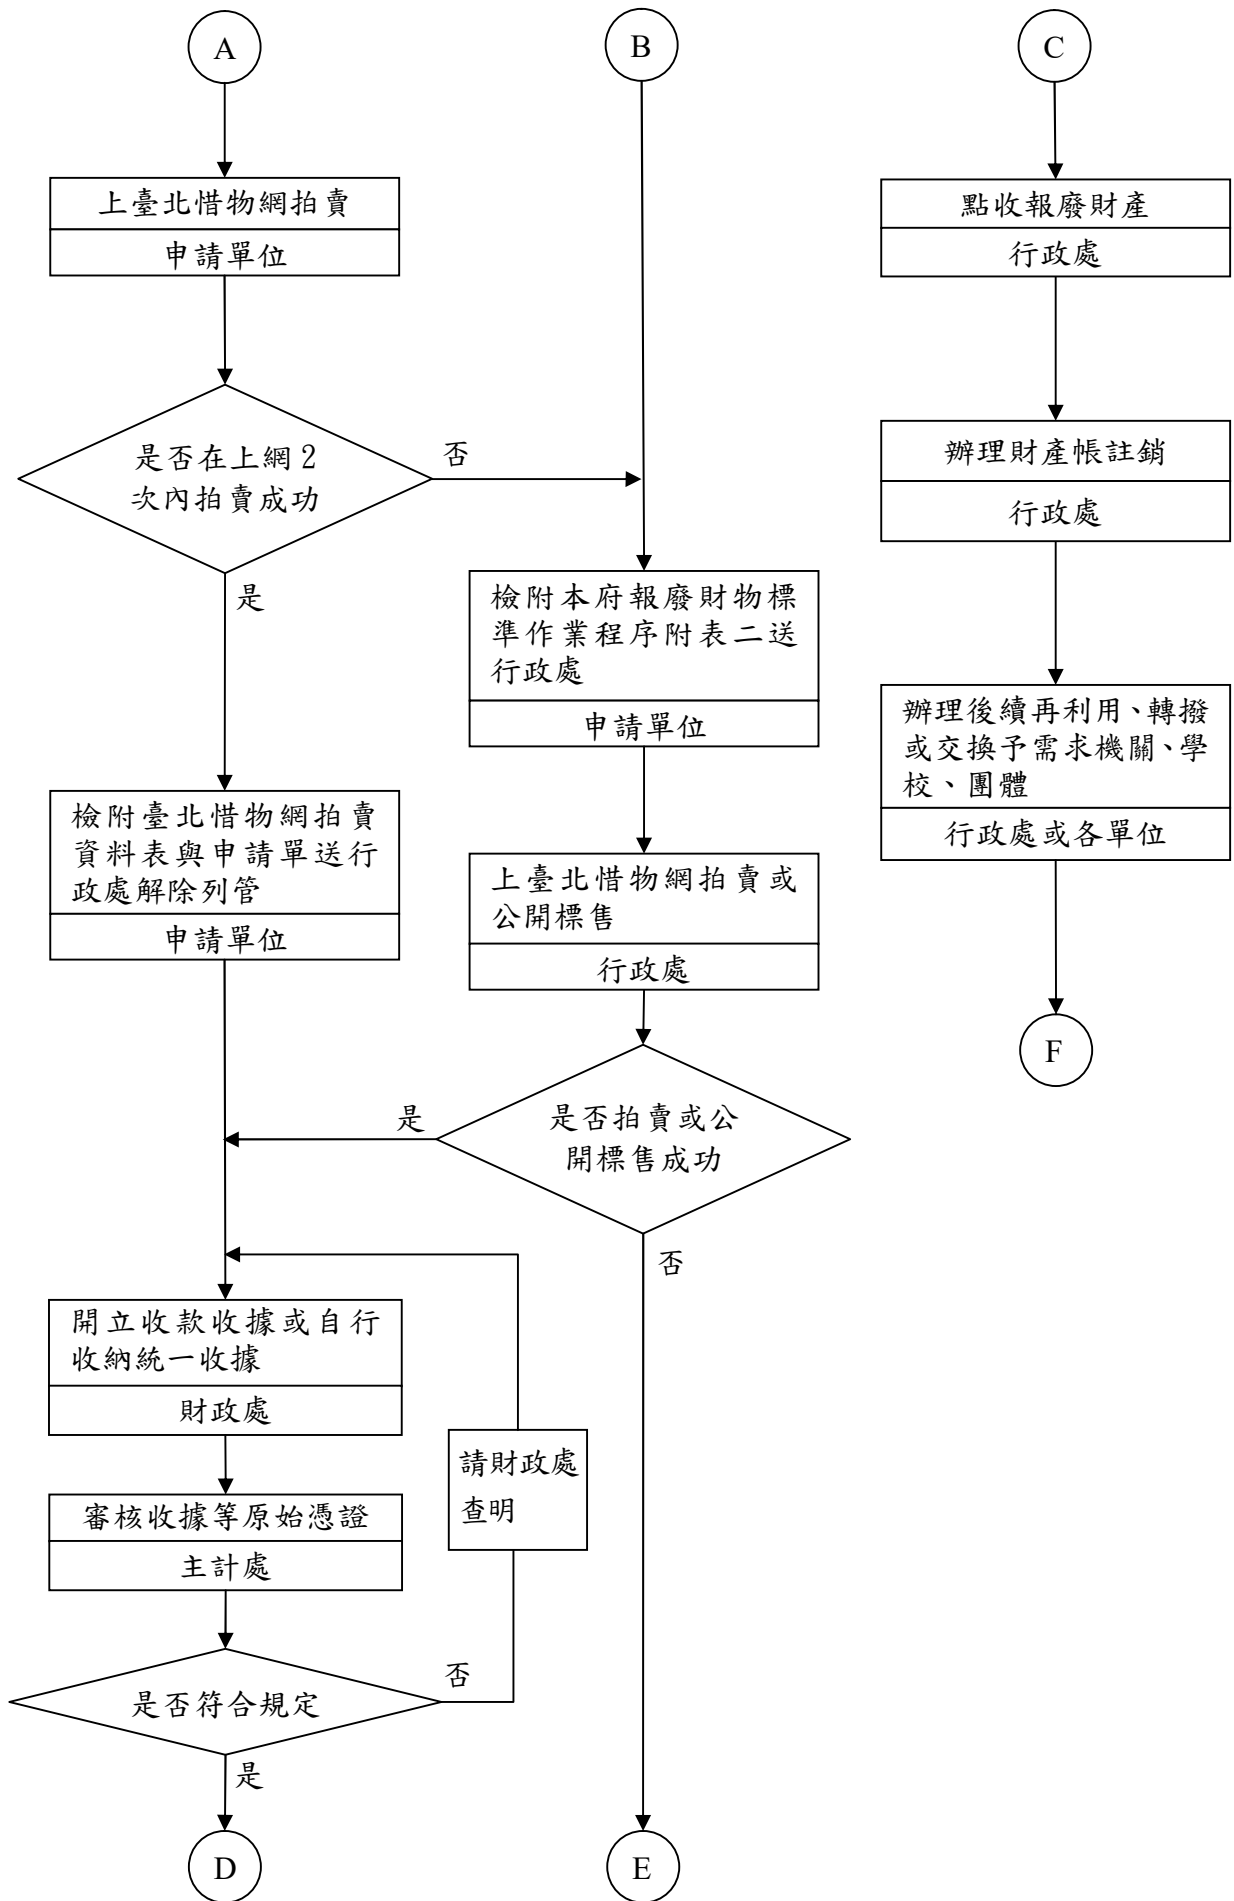 A
B
C
上臺北惜物網拍賣
申請單位
點收報廢財產
行政處
是否在上網2
次內拍賣成功
否
是
辦理財產帳註銷
行政處
檢附本府報廢財物標
準作業程序附表二送
行政處
申請單位
辦理後續再利用、轉撥
或交換予需求機關、學
校、團體
行政處或各單位
檢附臺北惜物網拍賣
資料表與申請單送行
政處解除列管
申請單位
上臺北惜物網拍賣或
公開標售
行政處
F
是否拍賣或公
開標售成功
是
否
開立收款收據或自行
收納統一收據
財政處
請財政處
查明
審核收據等原始憑證
主計處
是否符合規定
否
是
D
E